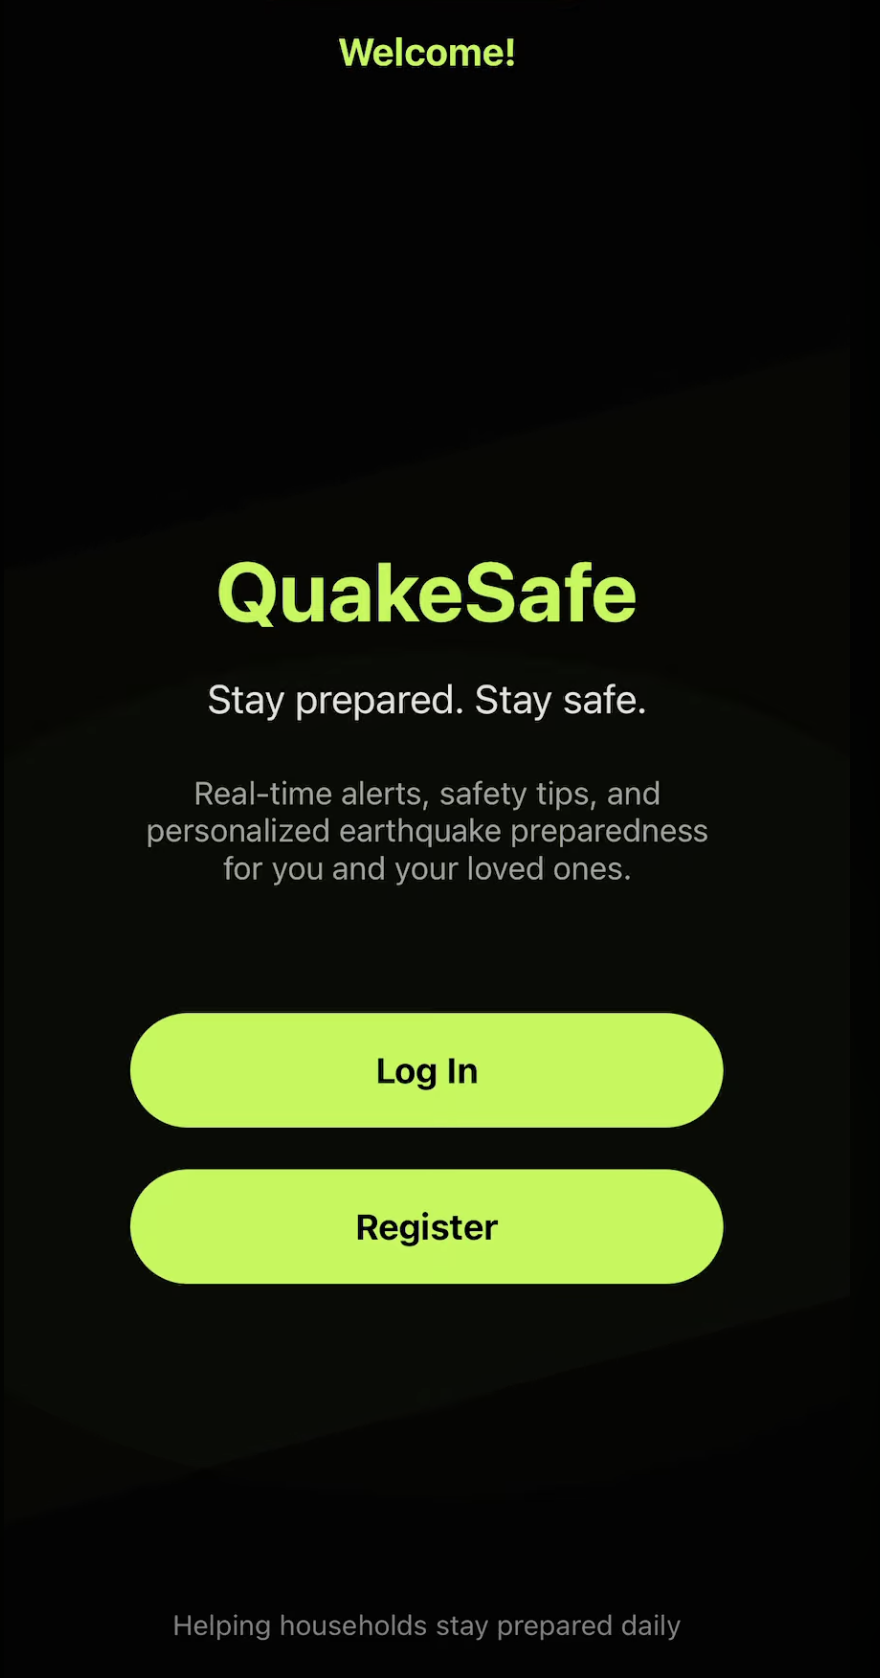 Welcome!
QuakeSafe
Stay prepared. Stay safe.
Real-time alerts, safety tips, and
personalized earthquake preparedness
for you and your loved ones.
Log In
Register
Helping households stay prepared daily